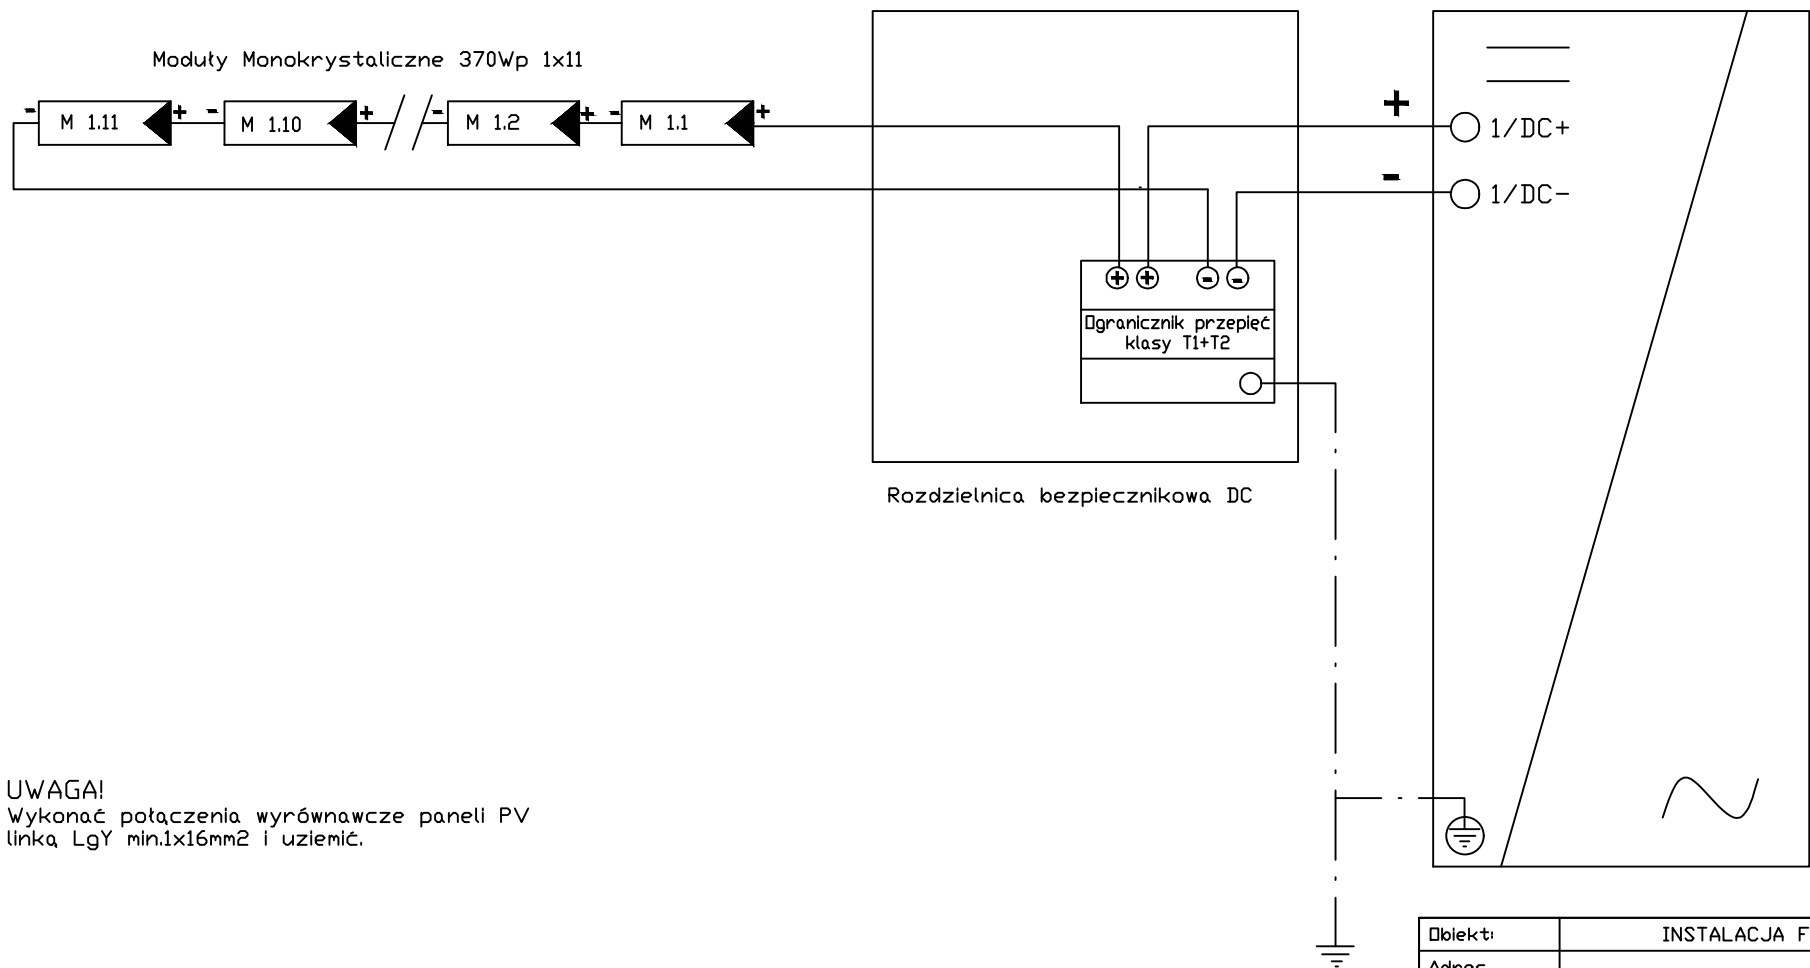 Moduły Monokrystaliczne 370Wp 1x11
- M 1.11 + - M 1.10 + - M 1.2 + - M 1.1 +
+
1/DC+
-
1/DC-
+ + - -
Ogranicznik przepięć
klasy T1+T2
Rozdzielnica bezpiecznikowa DC
UWAGA!
Wykonać połączenia wyrównawcze paneli PV
linką LgY min.1x16mm2 i uziemić.
Obiekt: INSTALACJA F